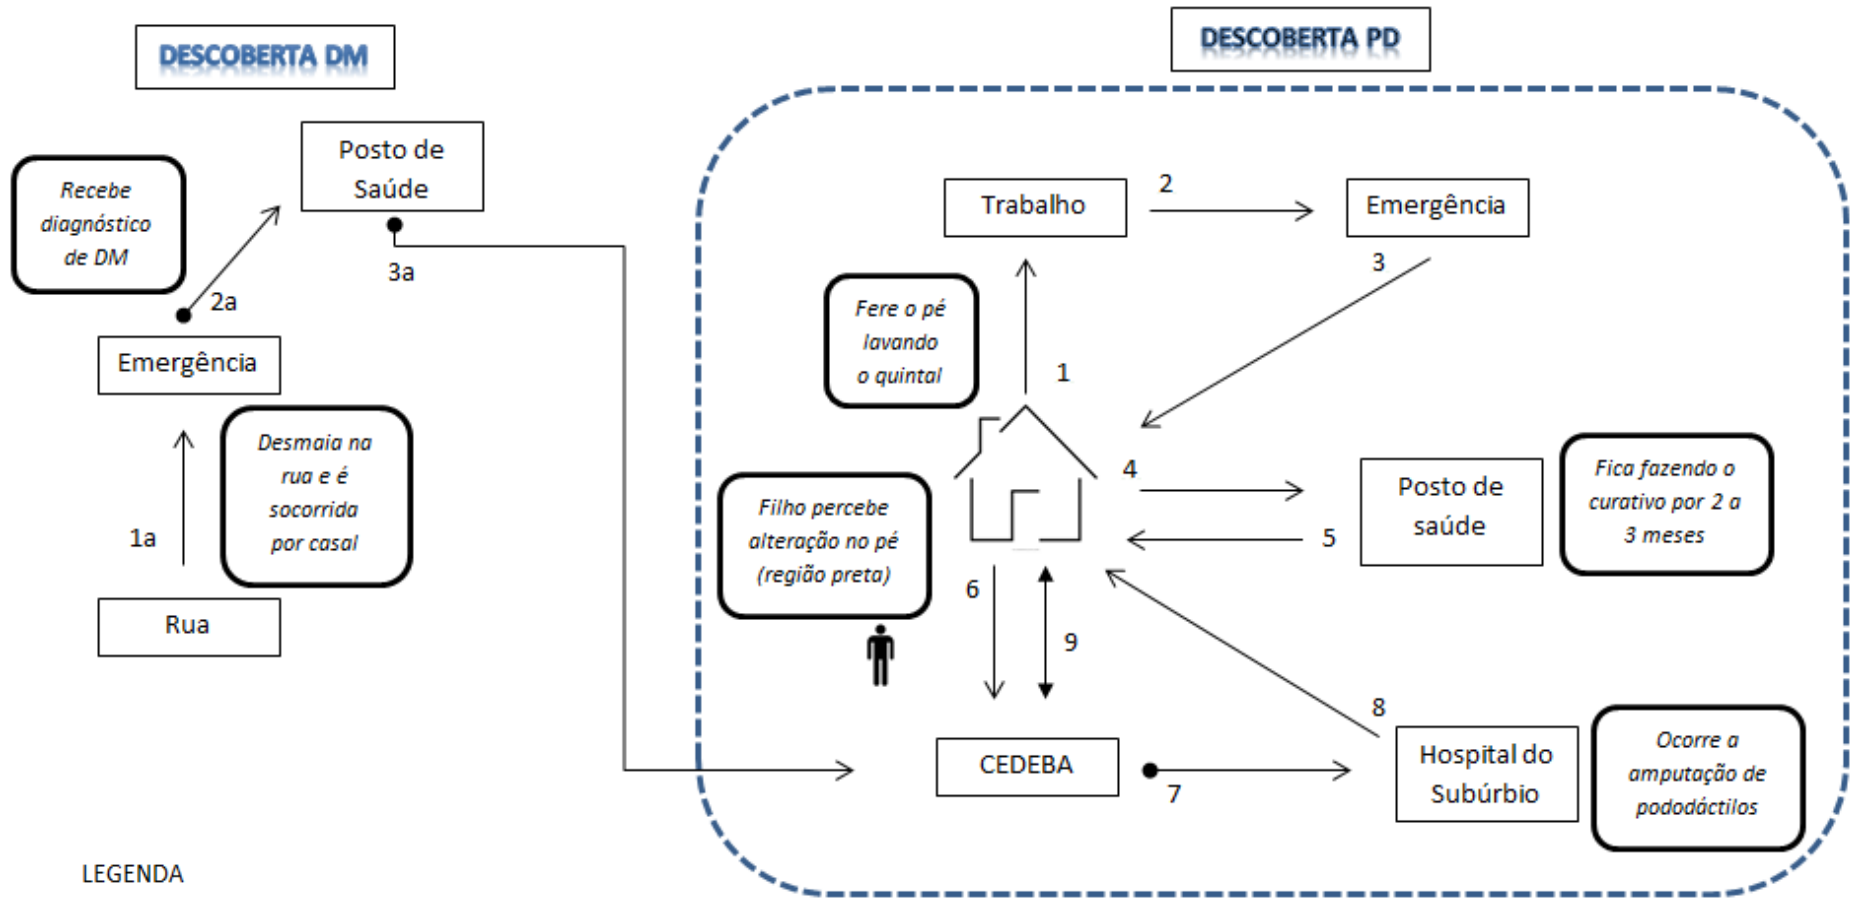 DESCOBERTA DM
DESCOBERTA PD
Posto de
Saúde
Recebe
diagnóstico
de DM
2a
3a
Emergência
Desmaia na
rua e é
socorrida
por casal
1a
Rua
Trabalho
2
Emergência
3
Fere o pé
lavando
o quintal
1
4
Posto de
saúde
Fica fazendo o
curativo por 2 a
3 meses
5
Filho percebe
alteração no pé
(região preta)
6
9
CEDEBA
7
8
Hospital do
Subúrbio
Ocorre a
amputação de
pododáctilos
LEGENDA